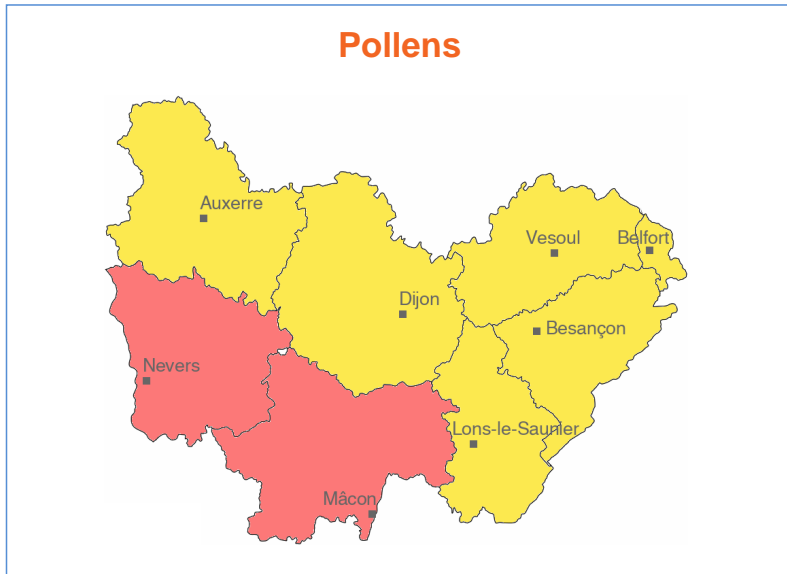 Pollens
Auxerre
Vesoul
Belfort
Dijon
Besançon
Nevers
Lons-le-Saunier
Mâcon